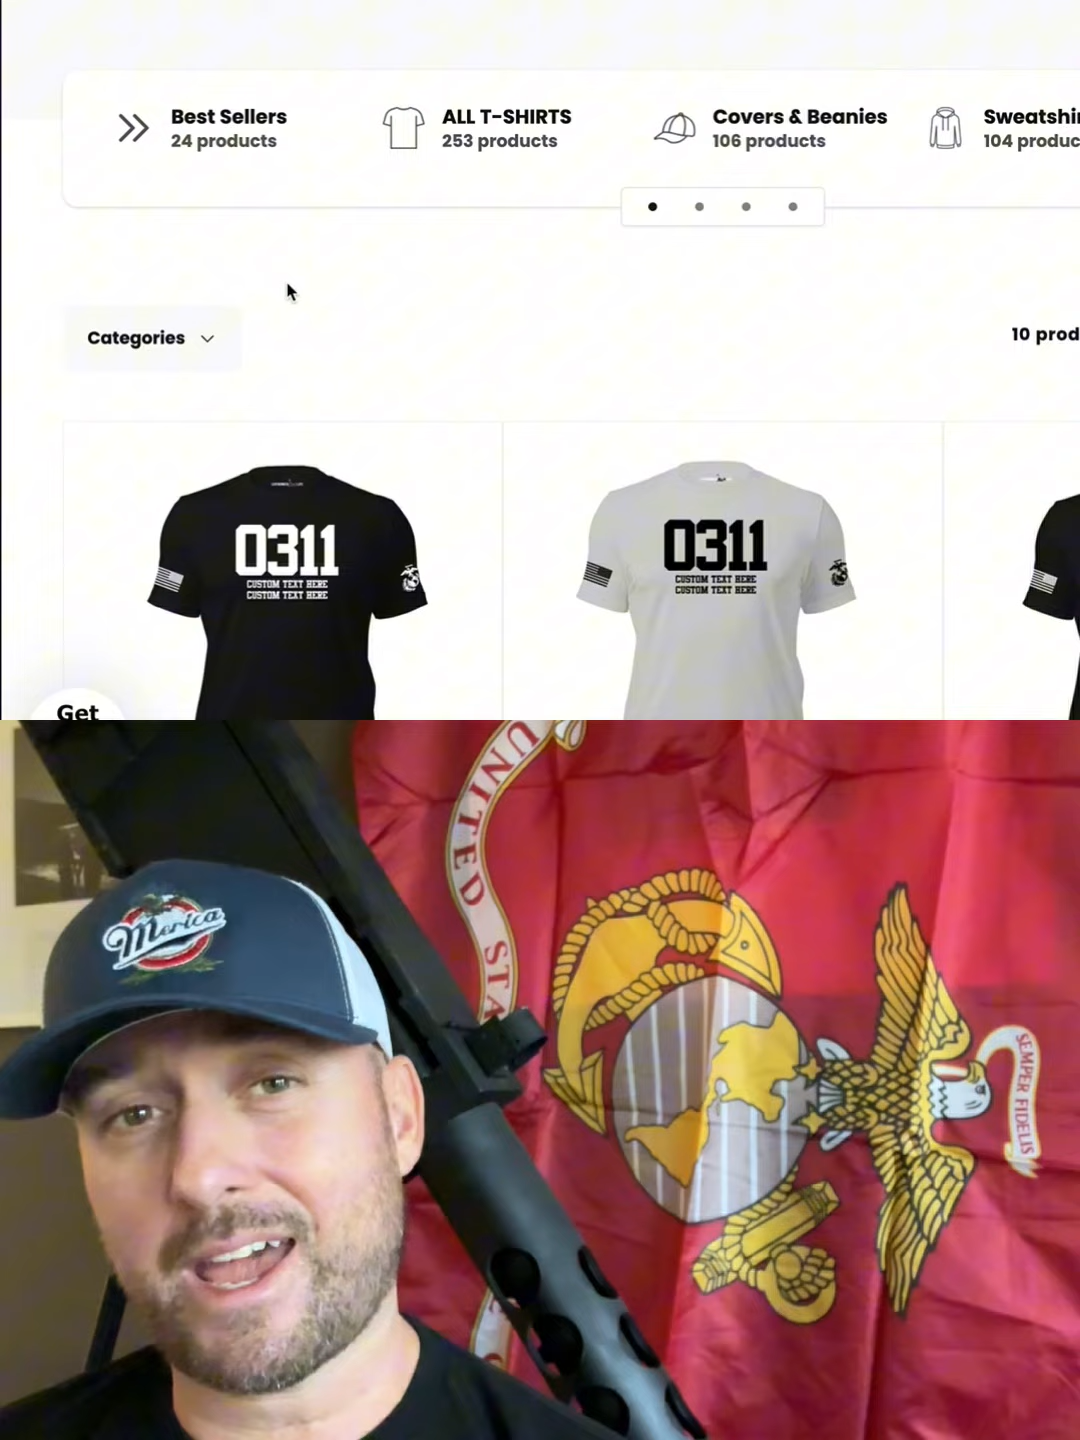 Best Sellers
24 products
ALL T-SHIRTS
253 products
Covers & Beanies
106 products
Sweatshir
104 produc
Categories
10 prod
0311
CUSTOM TEXT HERE
CUSTOM TEXT HERE
0311
CUSTOM TEXT HERE
CUSTOM TEXT HERE
Get
UNITED STA
Merica
SEMPER FIDELIS